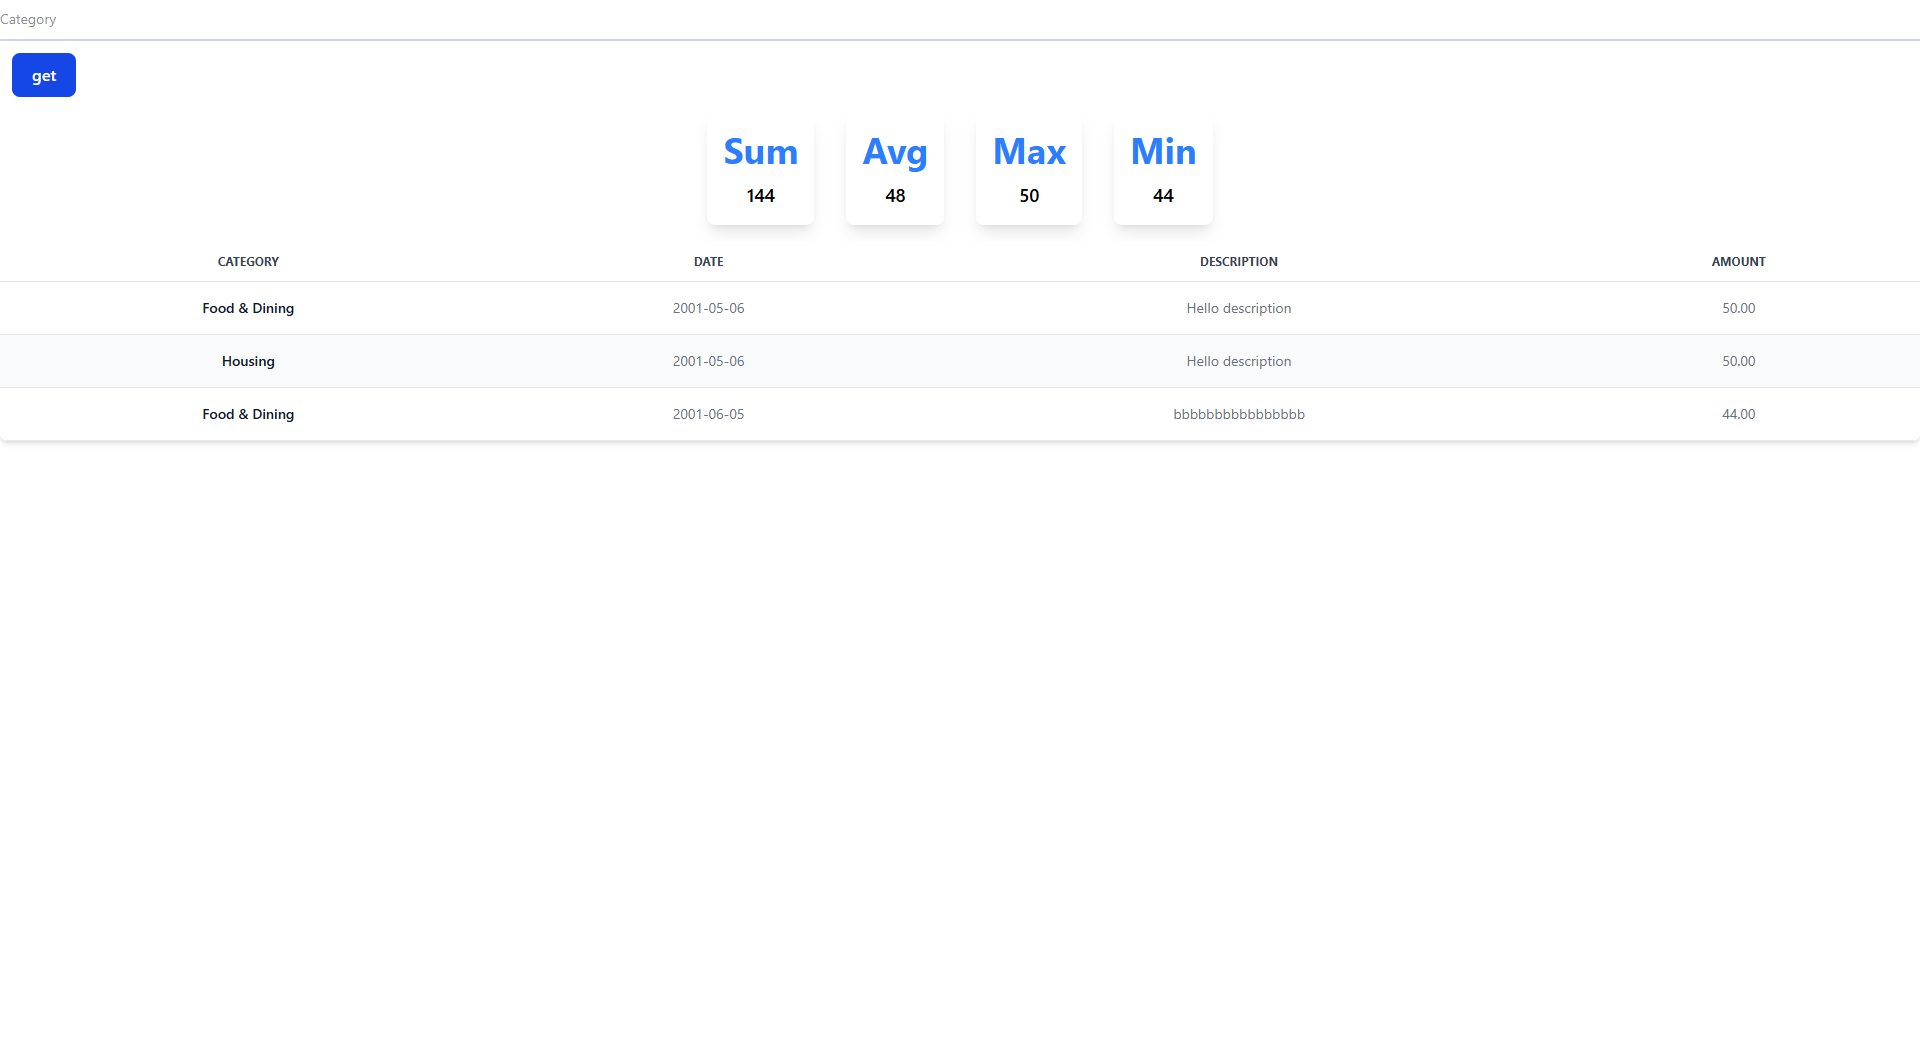 Category
get
Sum Avg Max Min
144 48 50 44
CATEGORY DATE DESCRIPTION AMOUNT
Food & Dining 2001-05-06 Hello description 50.00
Housing 2001-05-06 Hello description 50.00
Food & Dining 2001-06-05 bbbbbbbbbbbbbbbb 44.00